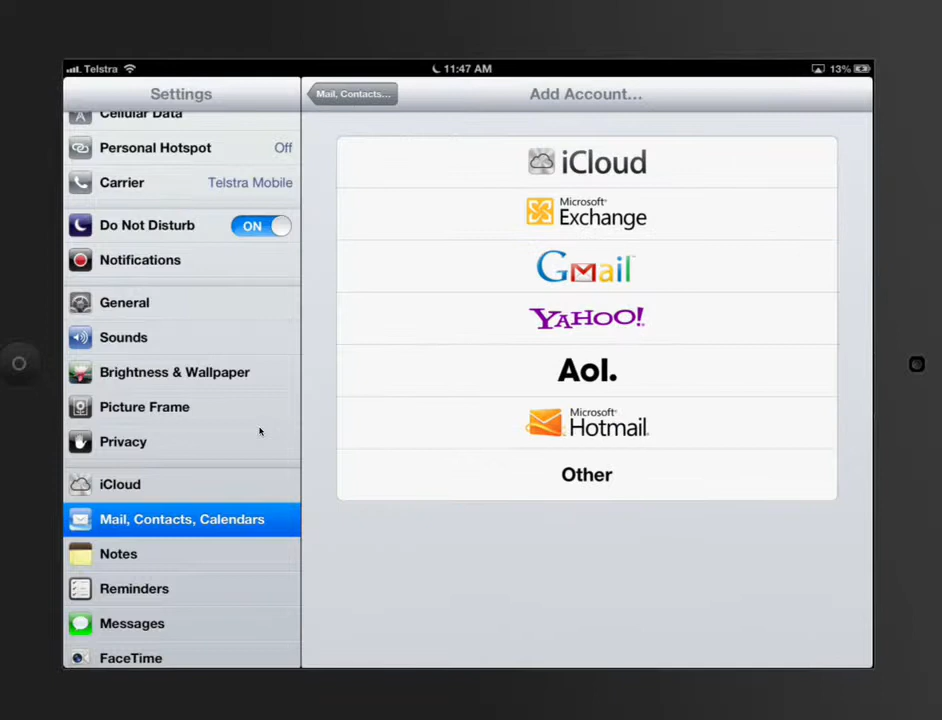 Telstra
11:47 AM
13%
Settings
Mail, Contacts...
Add Account...
Cellular Data
Personal Hotspot Off
Carrier Telstra Mobile
Do Not Disturb ON
Notifications
General
Sounds
Brightness & Wallpaper
Picture Frame
Privacy
iCloud
Mail, Contacts, Calendars
Notes
Reminders
Messages
FaceTime
iCloud
Microsoft®
Exchange
Gmail™
YAHOO!
Aol.
Microsoft®
Hotmail
Other